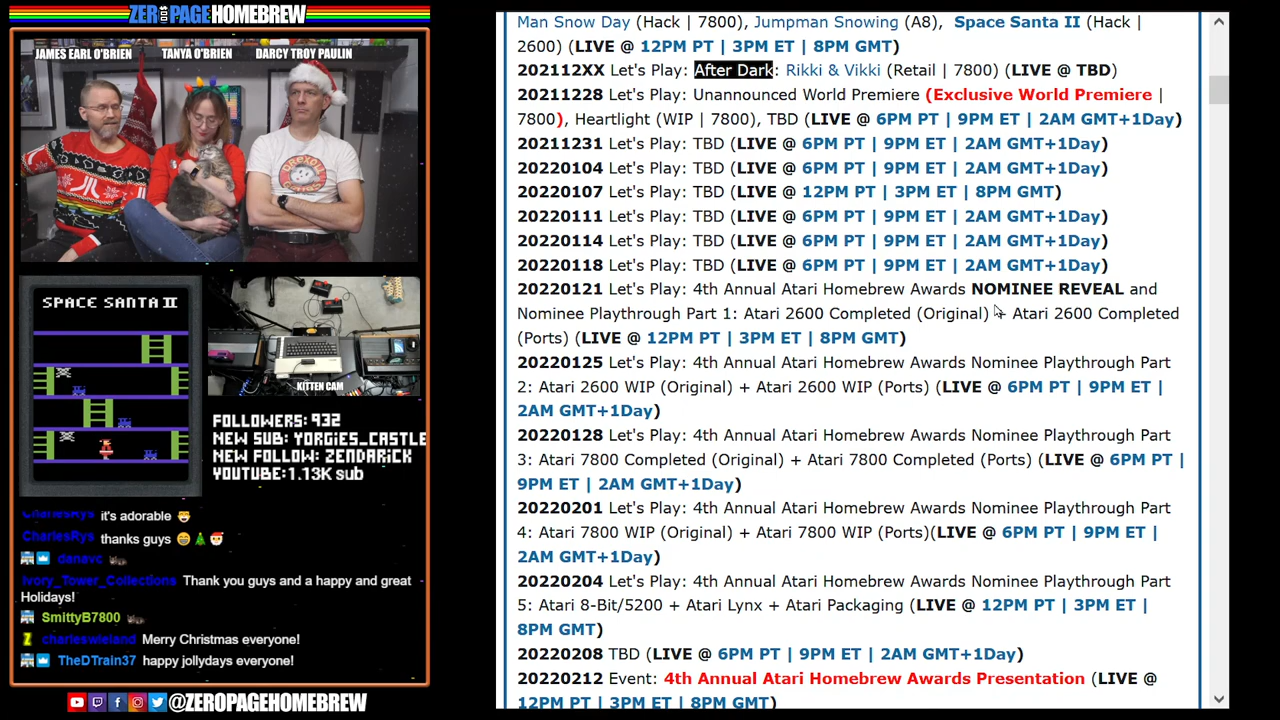 ZERO PAGE HOMEBREW
JAMES EARL O'BRIEN
TANYA O'BRIEN
DARCY TROY PAULIN
SPACE SANTA II
KITTEN CAM
FOLLOWERS: 932
NEW SUB: YORGIES_CASTLE
NEW FOLLOW: ZENDARICK
YOUTUBE: 1.13K sub
CharlesRys it's adorable 😊
CharlesRys thanks guys 😁🎄🎅
danavc
Ivory_Tower_Collections Thank you guys and a happy and great
Holidays!
SmittyB7800
charleswieland Merry Christmas everyone!
TheDTrain37 happy jollydays everyone!
@ZEROPAGEHOMEBREW
Man Snow Day (Hack | 7800), Jumpman Snowing (A8), Space Santa II (Hack |
2600) (LIVE @ 12PM PT | 3PM ET | 8PM GMT)
202112XX Let's Play: After Dark: Rikki & Vikki (Retail | 7800) (LIVE @ TBD)
20211228 Let's Play: Unannounced World Premiere (Exclusive World Premiere |
7800), Heartlight (WIP | 7800), TBD (LIVE @ 6PM PT | 9PM ET | 2AM GMT+1Day)
20211231 Let's Play: TBD (LIVE @ 6PM PT | 9PM ET | 2AM GMT+1Day)
20220104 Let's Play: TBD (LIVE @ 6PM PT | 9PM ET | 2AM GMT+1Day)
20220107 Let's Play: TBD (LIVE @ 12PM PT | 3PM ET | 8PM GMT)
20220111 Let's Play: TBD (LIVE @ 6PM PT | 9PM ET | 2AM GMT+1Day)
20220114 Let's Play: TBD (LIVE @ 6PM PT | 9PM ET | 2AM GMT+1Day)
20220118 Let's Play: TBD (LIVE @ 6PM PT | 9PM ET | 2AM GMT+1Day)
20220121 Let's Play: 4th Annual Atari Homebrew Awards NOMINEE REVEAL and
Nominee Playthrough Part 1: Atari 2600 Completed (Original) + Atari 2600 Completed
(Ports) (LIVE @ 12PM PT | 3PM ET | 8PM GMT)
20220125 Let's Play: 4th Annual Atari Homebrew Awards Nominee Playthrough Part
2: Atari 2600 WIP (Original) + Atari 2600 WIP (Ports) (LIVE @ 6PM PT | 9PM ET |
2AM GMT+1Day)
20220128 Let's Play: 4th Annual Atari Homebrew Awards Nominee Playthrough Part
3: Atari 7800 Completed (Original) + Atari 7800 Completed (Ports) (LIVE @ 6PM PT |
9PM ET | 2AM GMT+1Day)
20220201 Let's Play: 4th Annual Atari Homebrew Awards Nominee Playthrough Part
4: Atari 7800 WIP (Original) + Atari 7800 WIP (Ports)(LIVE @ 6PM PT | 9PM ET |
2AM GMT+1Day)
20220204 Let's Play: 4th Annual Atari Homebrew Awards Nominee Playthrough Part
5: Atari 8-Bit/5200 + Atari Lynx + Atari Packaging (LIVE @ 12PM PT | 3PM ET |
8PM GMT)
20220208 TBD (LIVE @ 6PM PT | 9PM ET | 2AM GMT+1Day)
20220212 Event: 4th Annual Atari Homebrew Awards Presentation (LIVE @
12PM PT | 3PM ET | 8PM GMT)